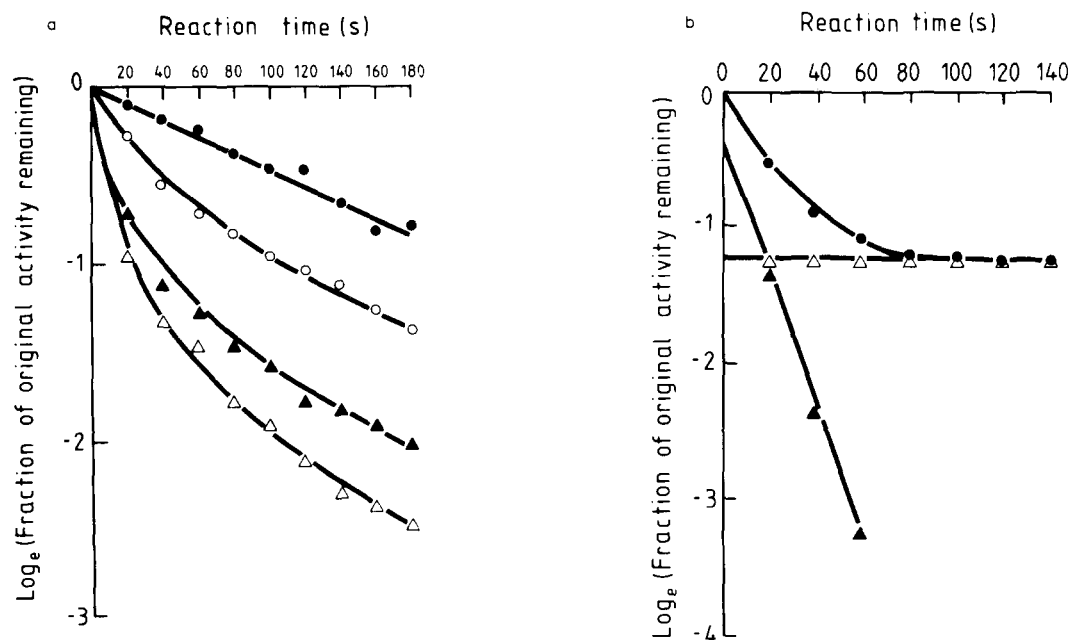 a
Reaction time (s)
0
20 40 60 80 100 120 140 160 180
-1
-2
-3
Loge (Fraction of original activity remaining)
b
Reaction time (s)
0 20 40 60 80 100 120 140
0
-1
-2
-3
-4
Loge (Fraction of original activity remaining)